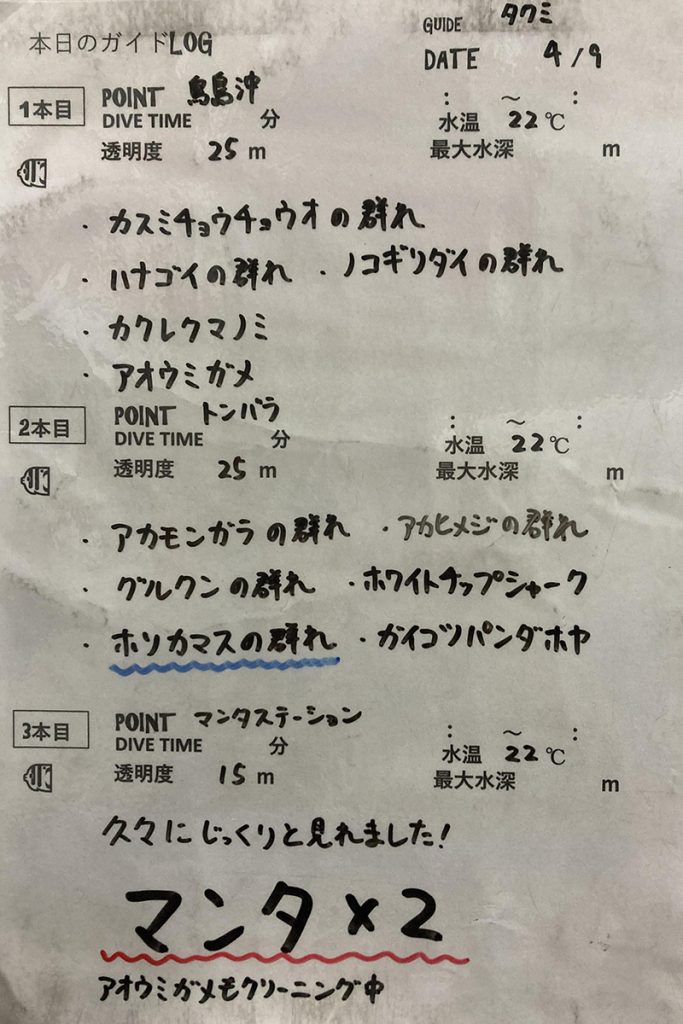 本日のガイドLOG
GUIDE タクミ
DATE 4/9
1本目 POINT 鳥島沖
DIVE TIME 分 : ～ :
透明度 25 m 水温 22℃
最大水深 m
・カスミチョウチョウオの群れ
・ハナゴイの群れ ・ノコギリダイの群れ
・カクレクマノミ
・アオウミガメ
2本目 POINT トンバラ
DIVE TIME 分 : ～ :
透明度 25 m 水温 22℃
最大水深 m
・アカモンガラの群れ ・アカヒメジの群れ
・グルクンの群れ ・ホワイトチップシャーク
・ホソカマスの群れ ・ガイコツパンダホヤ
3本目 POINT マンタステーション
DIVE TIME 分 : ～ :
透明度 15 m 水温 22℃
最大水深 m
久々にじっくりと見れました!
マンタ×2
アオウミガメもクリーニング中